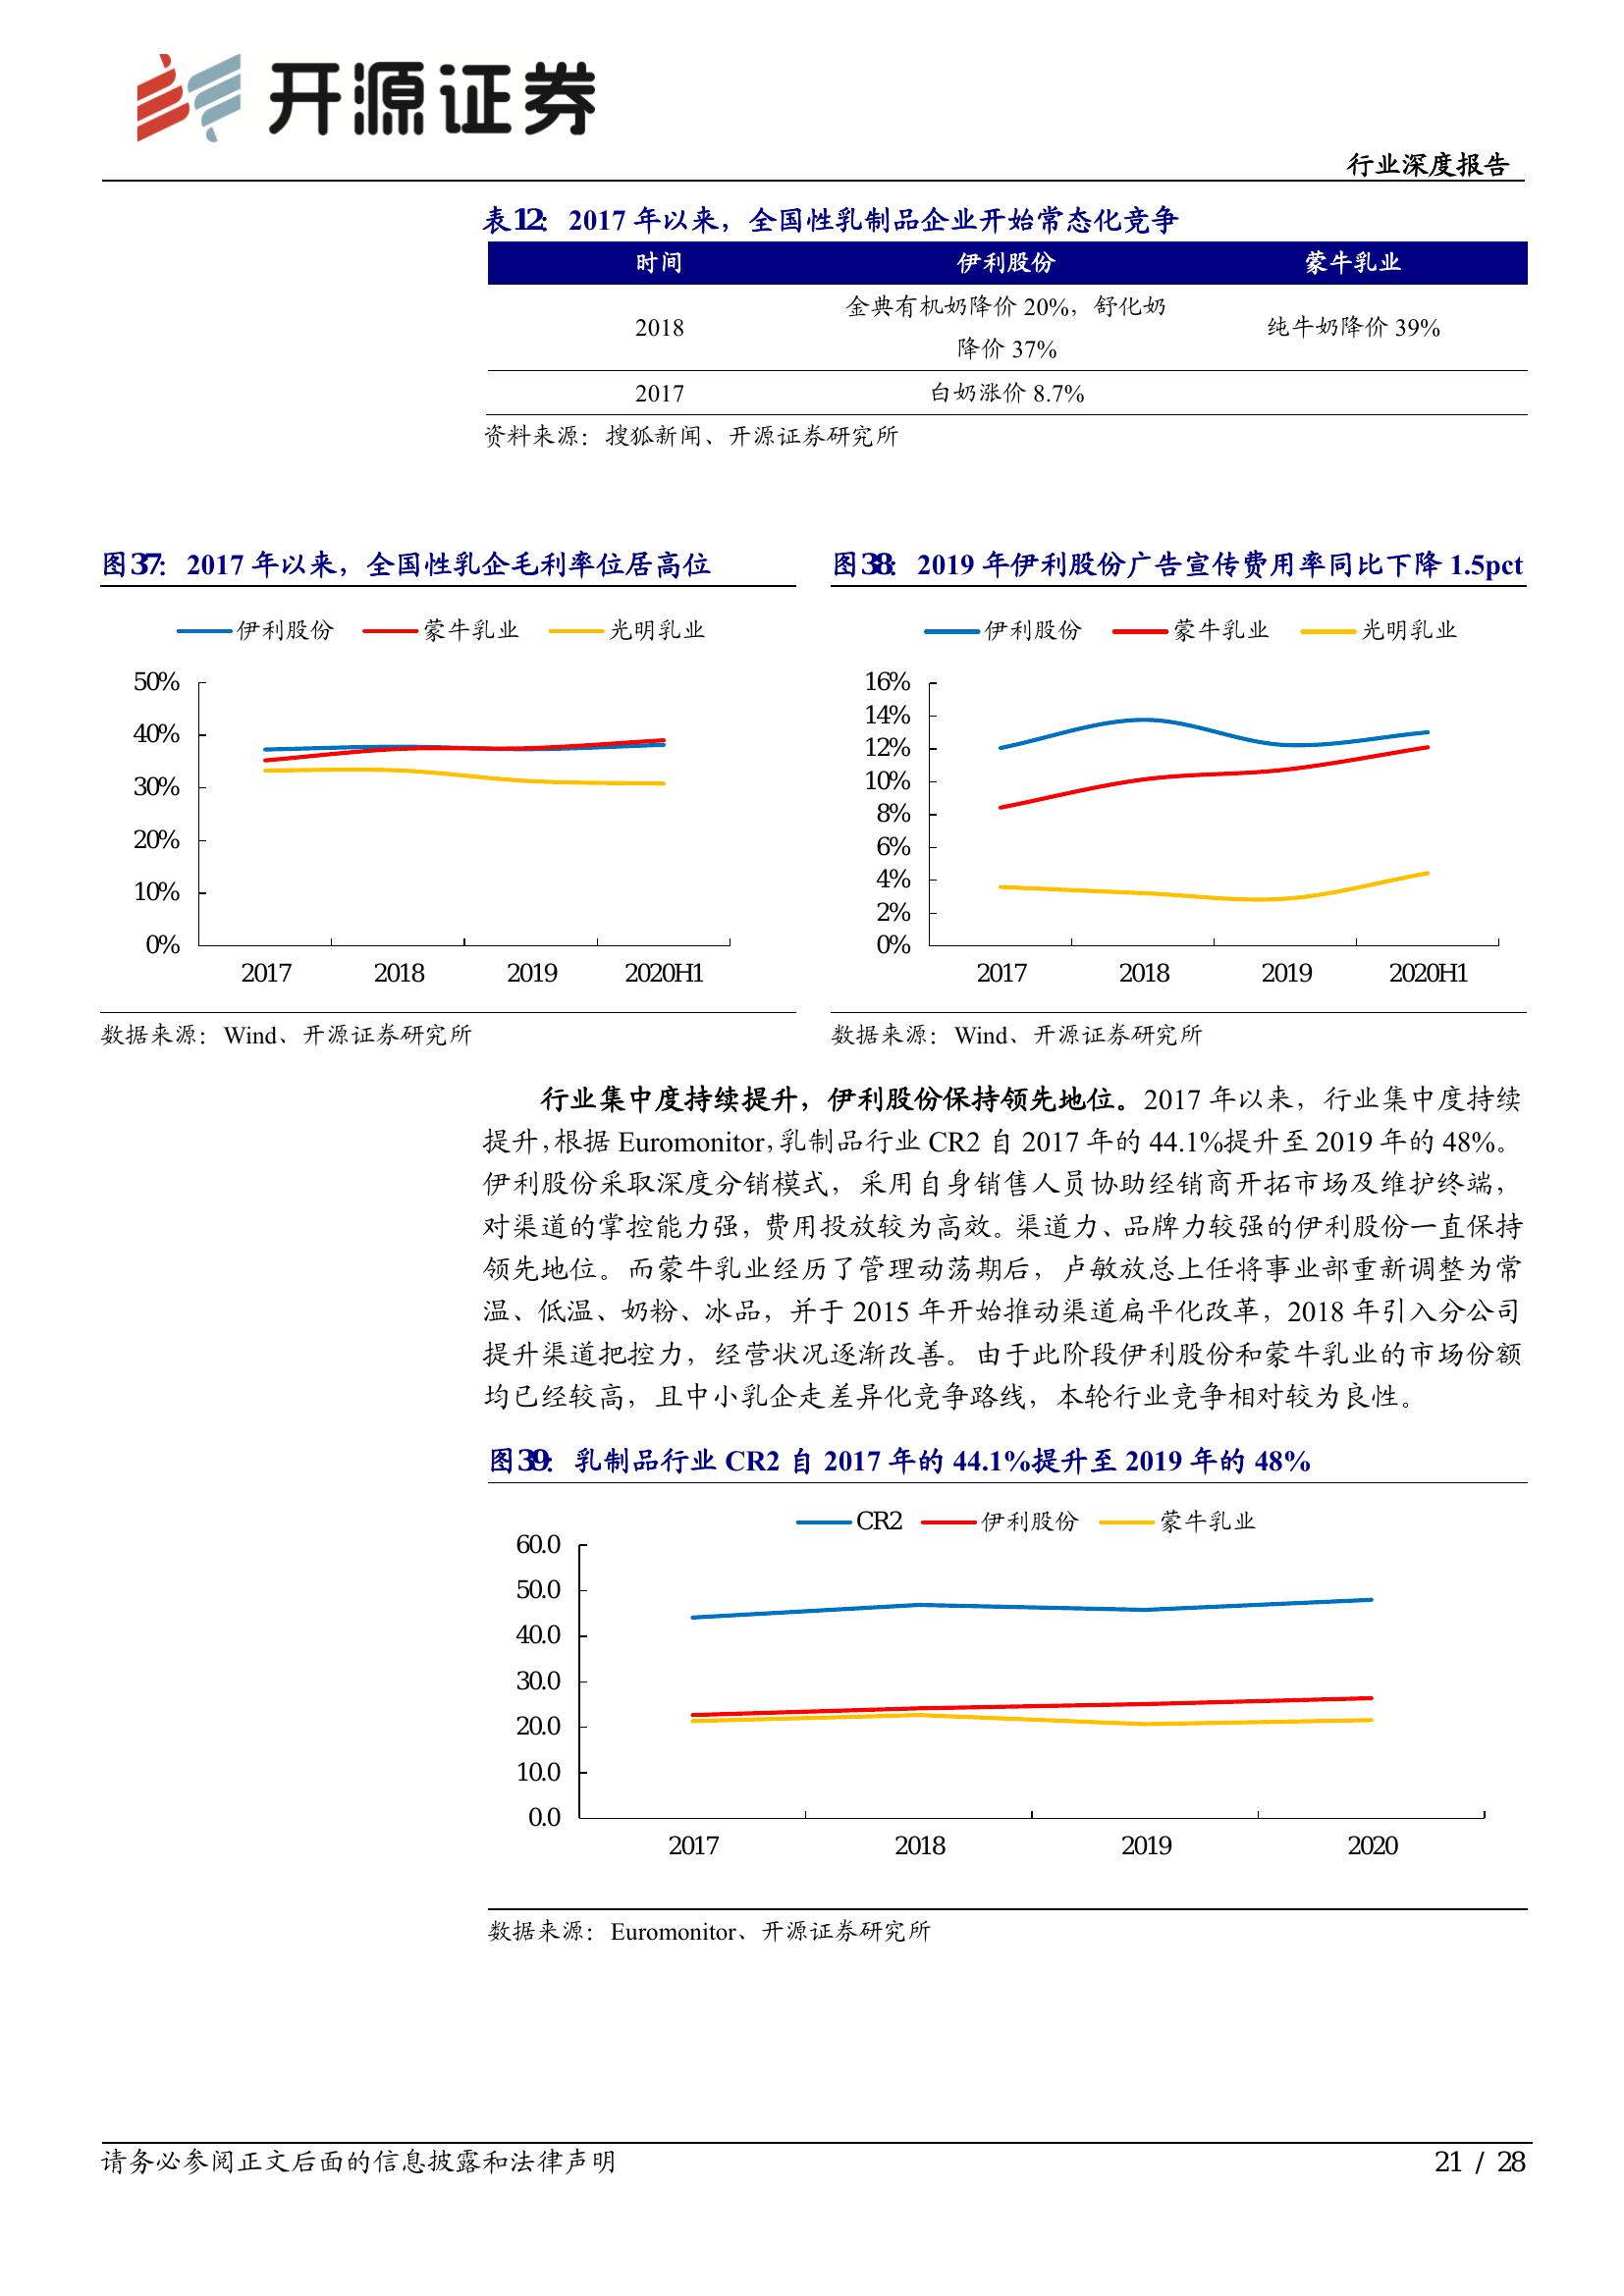 开源证券
行业深度报告
表12：2017 年以来，全国性乳制品企业开始常态化竞争
时间 伊利股份 蒙牛乳业
2018 金典有机奶降价 20%，舒化奶降价 37% 纯牛奶降价 39%
2017 白奶涨价 8.7%
资料来源：搜狐新闻、开源证券研究所
图37：2017 年以来，全国性乳企毛利率位居高位
伊利股份 蒙牛乳业 光明乳业
50%
40%
30%
20%
10%
0%
2017 2018 2019 2020H1
数据来源：Wind、开源证券研究所
图38：2019 年伊利股份广告宣传费用率同比下降 1.5pct
伊利股份 蒙牛乳业 光明乳业
16%
14%
12%
10%
8%
6%
4%
2%
0%
2017 2018 2019 2020H1
数据来源：Wind、开源证券研究所
行业集中度持续提升，伊利股份保持领先地位。2017 年以来，行业集中度持续
提升，根据 Euromonitor，乳制品行业 CR2 自 2017 年的 44.1%提升至 2019 年的 48%。
伊利股份采取深度分销模式，采用自身销售人员协助经销商开拓市场及维护终端，
对渠道的掌控能力强，费用投放较为高效。渠道力、品牌力较强的伊利股份一直保持
领先地位。而蒙牛乳业经历了管理动荡期后，卢敏放总上任将事业部重新调整为常
温、低温、奶粉、冰品，并于 2015 年开始推动渠道扁平化改革，2018 年引入分公司
提升渠道把控力，经营状况逐渐改善。由于此阶段伊利股份和蒙牛乳业的市场份额
均已经较高，且中小乳企走差异化竞争路线，本轮行业竞争相对较为良性。
图39：乳制品行业 CR2 自 2017 年的 44.1%提升至 2019 年的 48%
CR2 伊利股份 蒙牛乳业
60.0
50.0
40.0
30.0
20.0
10.0
0.0
2017 2018 2019 2020
数据来源：Euromonitor、开源证券研究所
请务必参阅正文后面的信息披露和法律声明
21 / 28